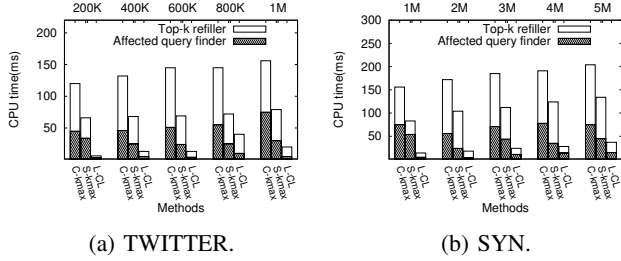 200K 400K 600K 800K 1M
Top-k refiller
Affected query finder
CPU time(ms)
200
150
100
50
C-kmax S-kmax L-CL C-kmax S-kmax L-CL C-kmax S-kmax L-CL C-kmax S-kmax L-CL C-kmax S-kmax L-CL
Methods
(a) TWITTER.
1M 2M 3M 4M 5M
Top-k refiller
Affected query finder
CPU time(ms)
300
250
200
150
100
50
C-kmax S-kmax L-CL C-kmax S-kmax L-CL C-kmax S-kmax L-CL C-kmax S-kmax L-CL C-kmax S-kmax L-CL
Methods
(b) SYN.